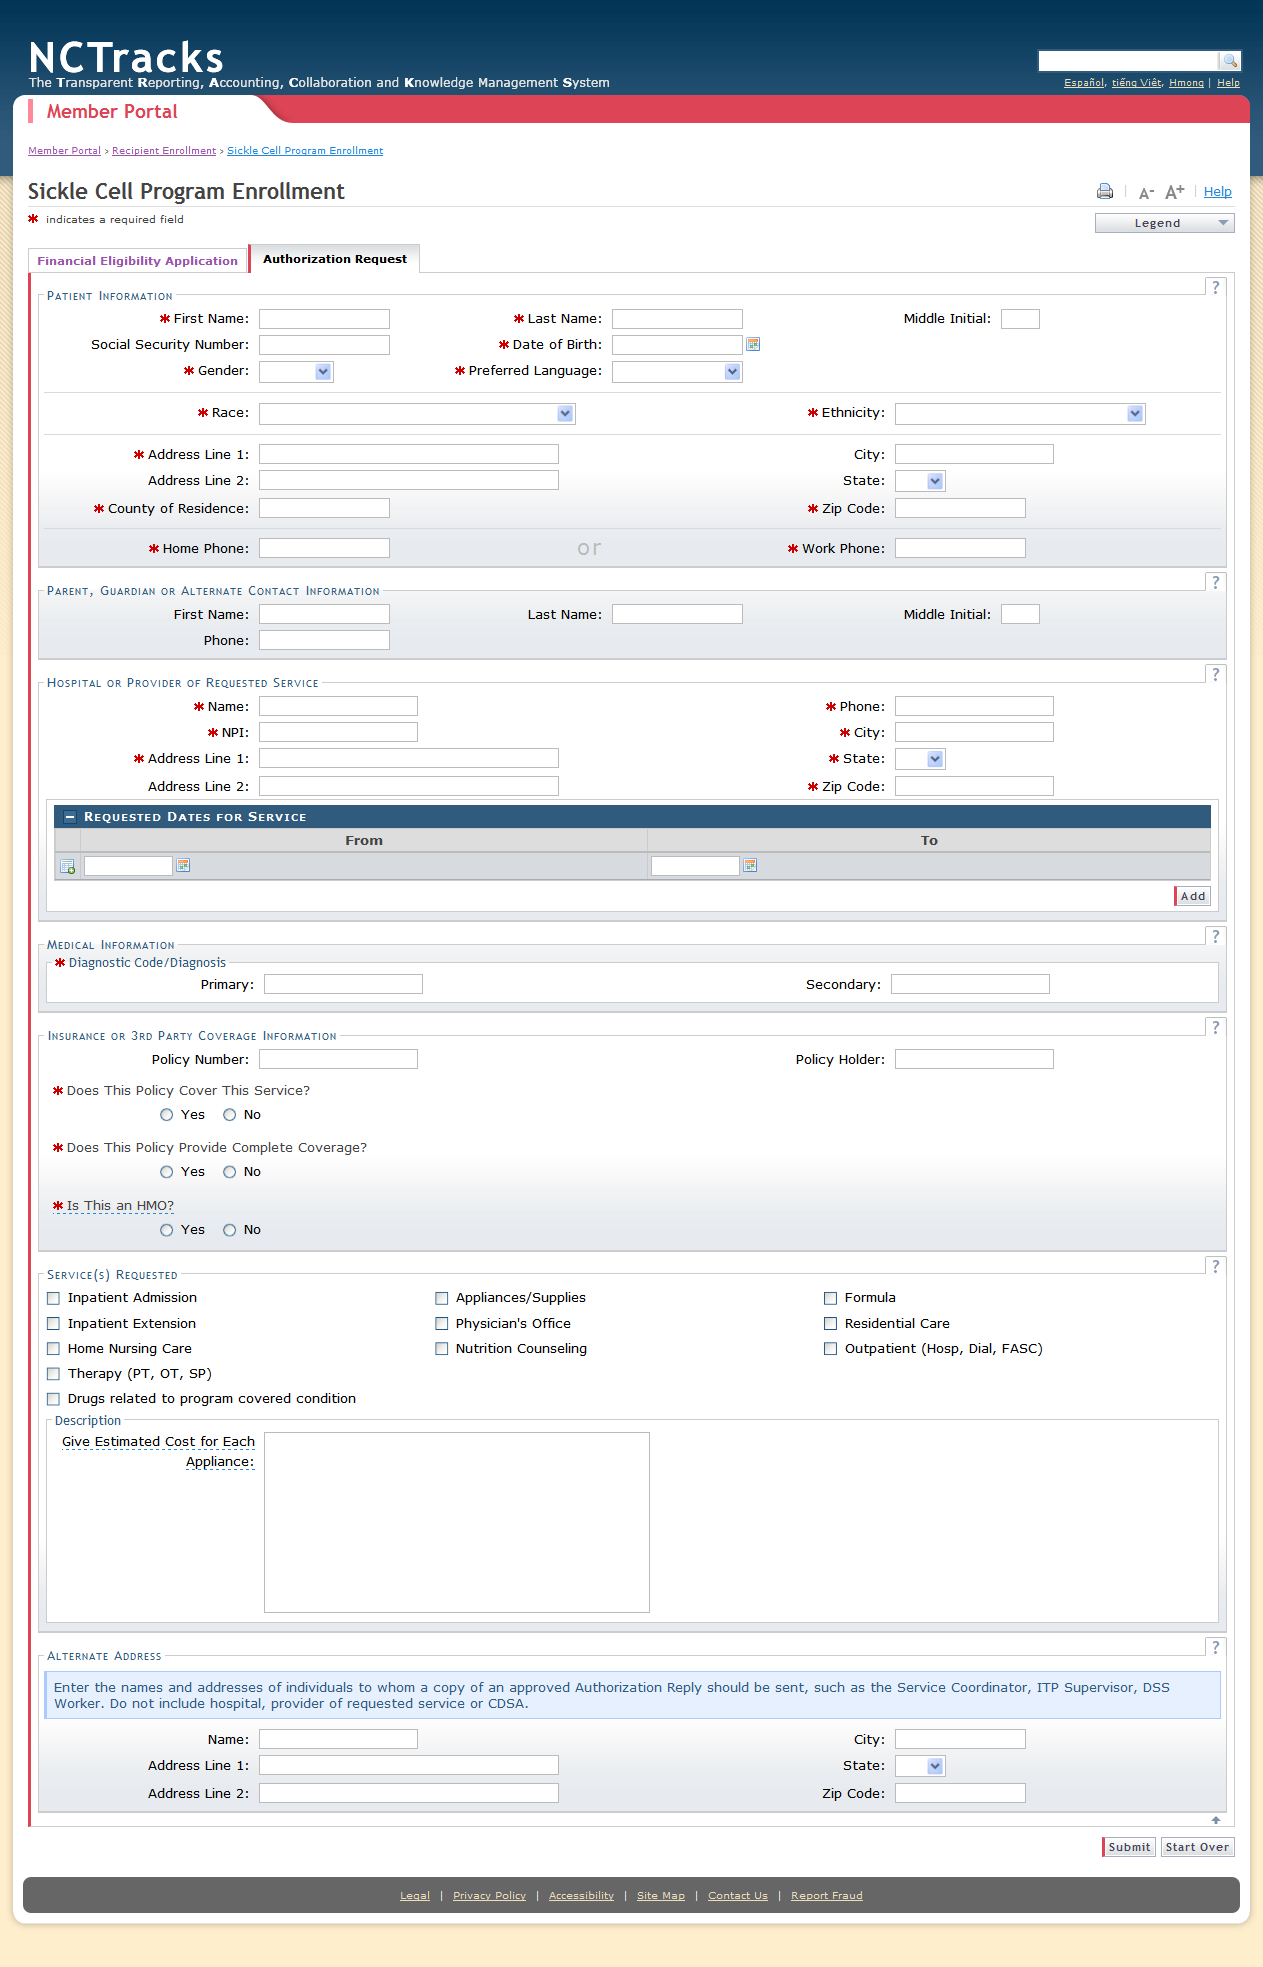 NCTracks
The Transparent Reporting, Accounting, Collaboration and Knowledge Management System
Español, tiếng Việt, Hmong | Help
Member Portal
Member Portal > Recipient Enrollment > Sickle Cell Program Enrollment
Sickle Cell Program Enrollment
A- A+ Help
* indicates a required field
Legend
Financial Eligibility Application Authorization Request
Patient Information ?
* First Name: * Last Name: Middle Initial:
Social Security Number: * Date of Birth:
* Gender: * Preferred Language:
* Race: * Ethnicity:
* Address Line 1: City:
Address Line 2: State:
* County of Residence: * Zip Code:
* Home Phone: or * Work Phone:
Parent, Guardian or Alternate Contact Information ?
First Name: Last Name: Middle Initial:
Phone:
Hospital or Provider of Requested Service ?
* Name: * Phone:
* NPI: * City:
* Address Line 1: * State:
Address Line 2: * Zip Code:
Requested Dates for Service
From To
Add
Medical Information ?
* Diagnostic Code/Diagnosis
Primary: Secondary:
Insurance or 3rd Party Coverage Information ?
Policy Number: Policy Holder:
* Does This Policy Cover This Service?
Yes No
* Does This Policy Provide Complete Coverage?
Yes No
* Is This an HMO?
Yes No
Service(s) Requested ?
Inpatient Admission Appliances/Supplies Formula
Inpatient Extension Physician's Office Residential Care
Home Nursing Care Nutrition Counseling Outpatient (Hosp, Dial, FASC)
Therapy (PT, OT, SP)
Drugs related to program covered condition
Description
Give Estimated Cost for Each
Appliance:
Alternate Address ?
Enter the names and addresses of individuals to whom a copy of an approved Authorization Reply should be sent, such as the Service Coordinator, ITP Supervisor, DSS
Worker. Do not include hospital, provider of requested service or CDSA.
Name: City:
Address Line 1: State:
Address Line 2: Zip Code:
Submit Start Over
Legal | Privacy Policy | Accessibility | Site Map | Contact Us | Report Fraud